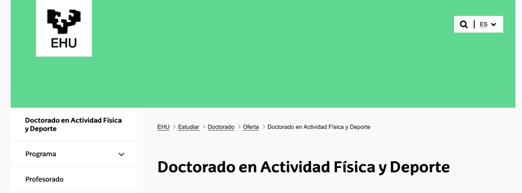 EHU
ES
Doctorado en Actividad Física
y Deporte
Programa
Profesorado
EHU > Estudiar > Doctorado > Oferta > Doctorado en Actividad Física y Deporte
Doctorado en Actividad Física y Deporte